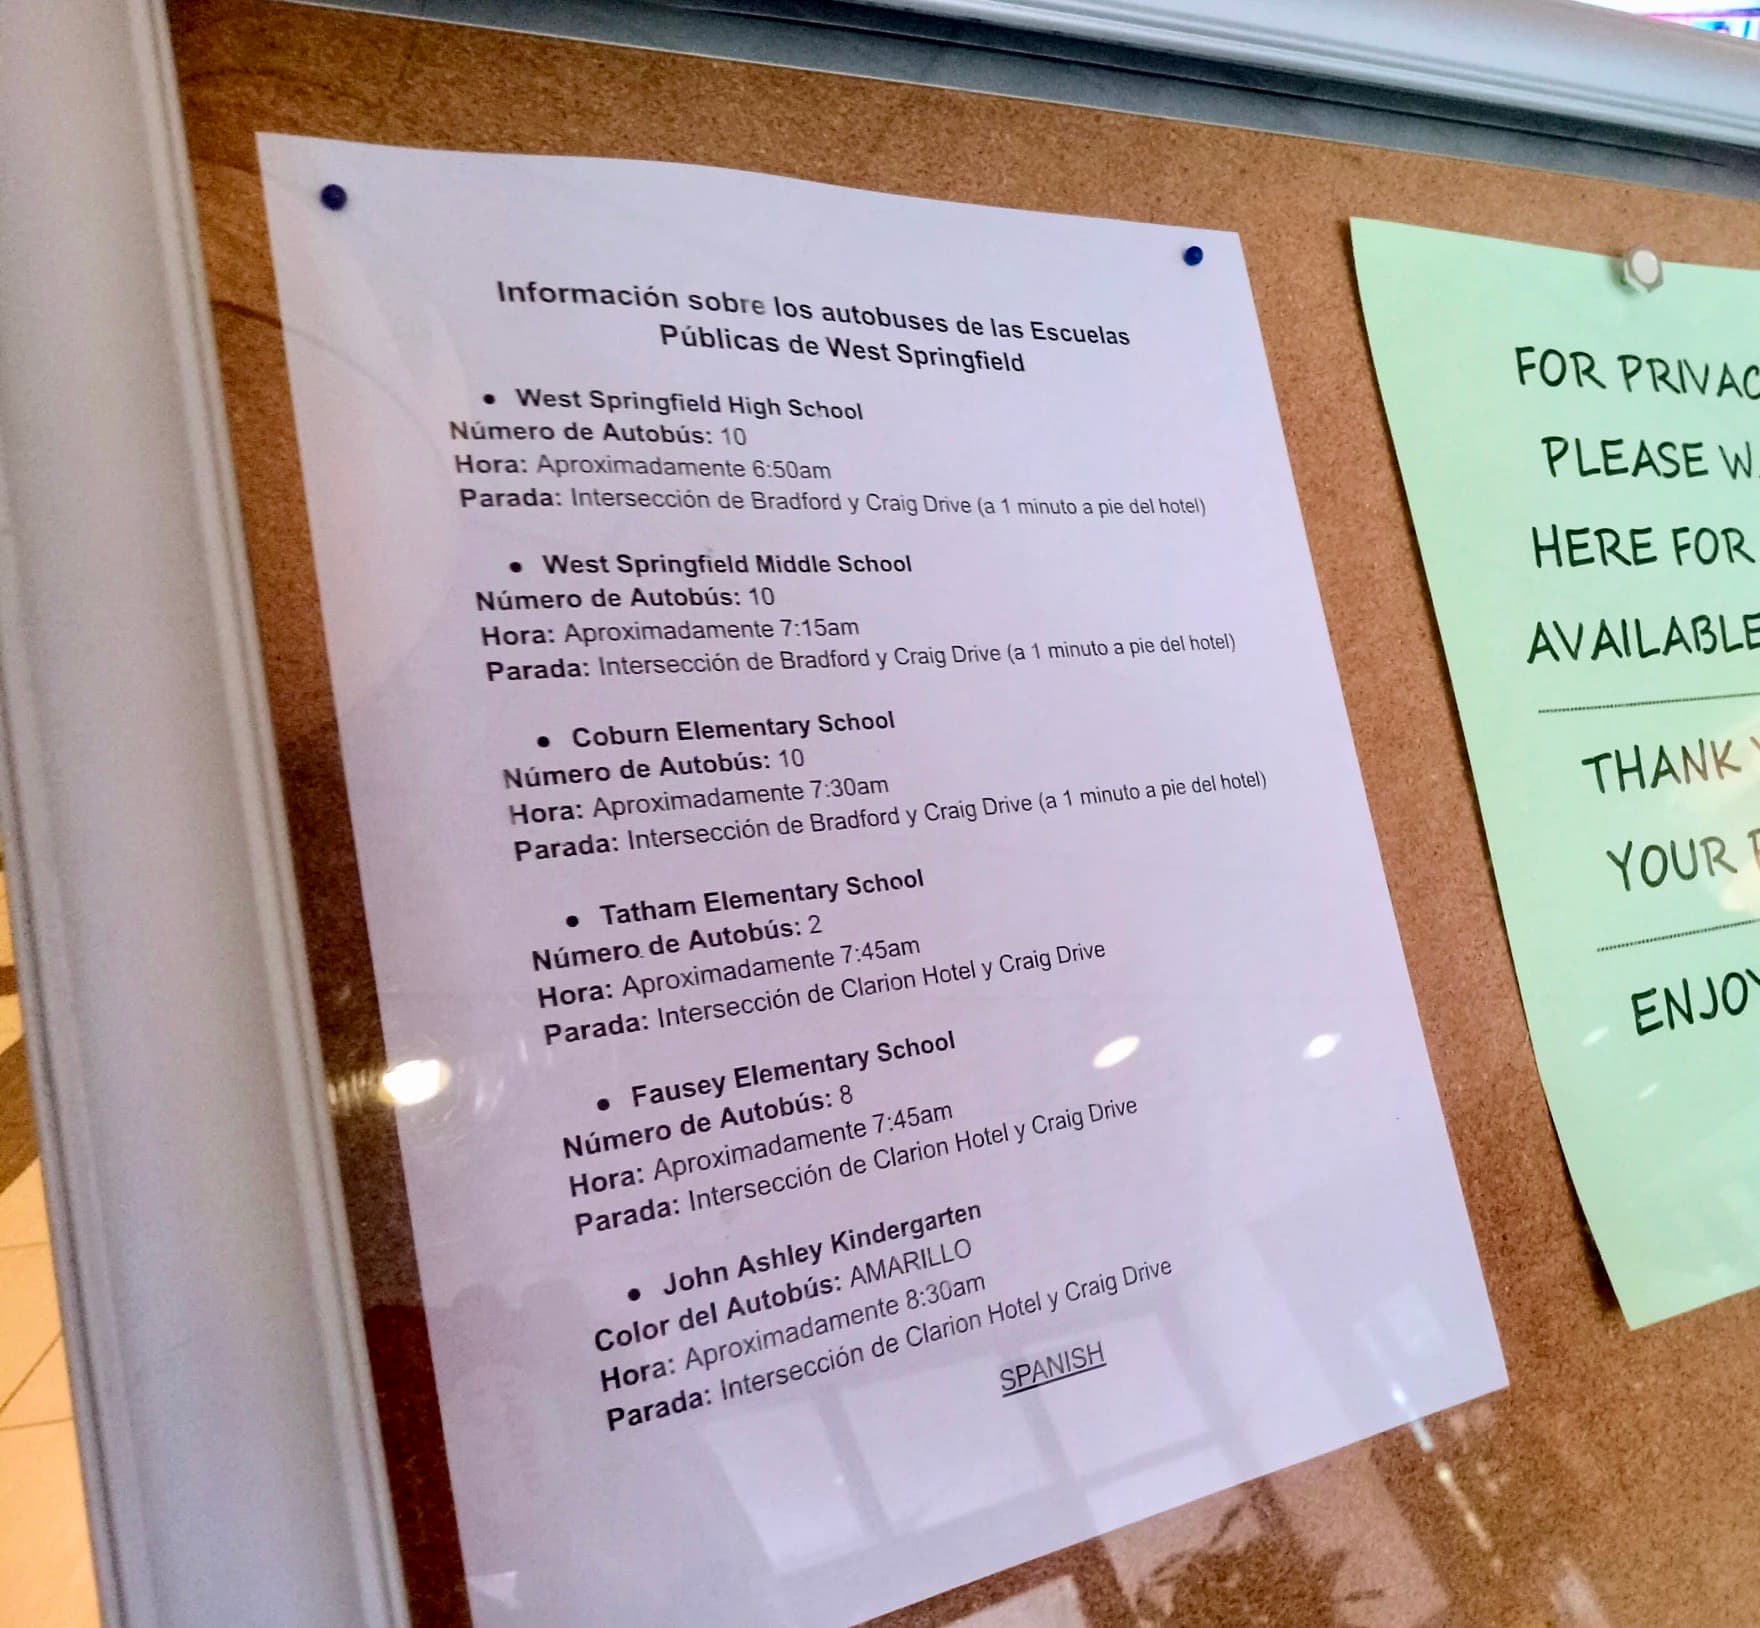 Información sobre los autobuses de las Escuelas
Públicas de West Springfield
• West Springfield High School
Número de Autobús: 10
Hora: Aproximadamente 6:50am
Parada: Intersección de Bradford y Craig Drive (a 1 minuto a pie del hotel)
• West Springfield Middle School
Número de Autobús: 10
Hora: Aproximadamente 7:15am
Parada: Intersección de Bradford y Craig Drive (a 1 minuto a pie del hotel)
• Coburn Elementary School
Número de Autobús: 10
Hora: Aproximadamente 7:30am
Parada: Intersección de Bradford y Craig Drive (a 1 minuto a pie del hotel)
• Tatham Elementary School
Número de Autobús: 2
Hora: Aproximadamente 7:45am
Parada: Intersección de Clarion Hotel y Craig Drive
• Fausey Elementary School
Número de Autobús: 8
Hora: Aproximadamente 7:45am
Parada: Intersección de Clarion Hotel y Craig Drive
• John Ashley Kindergarten
Color del Autobús: AMARILLO
Hora: Aproximadamente 8:30am
Parada: Intersección de Clarion Hotel y Craig Drive
SPANISH
FOR
PLEASE
HERE FOR
AVAILABLE
THANK
YOUR